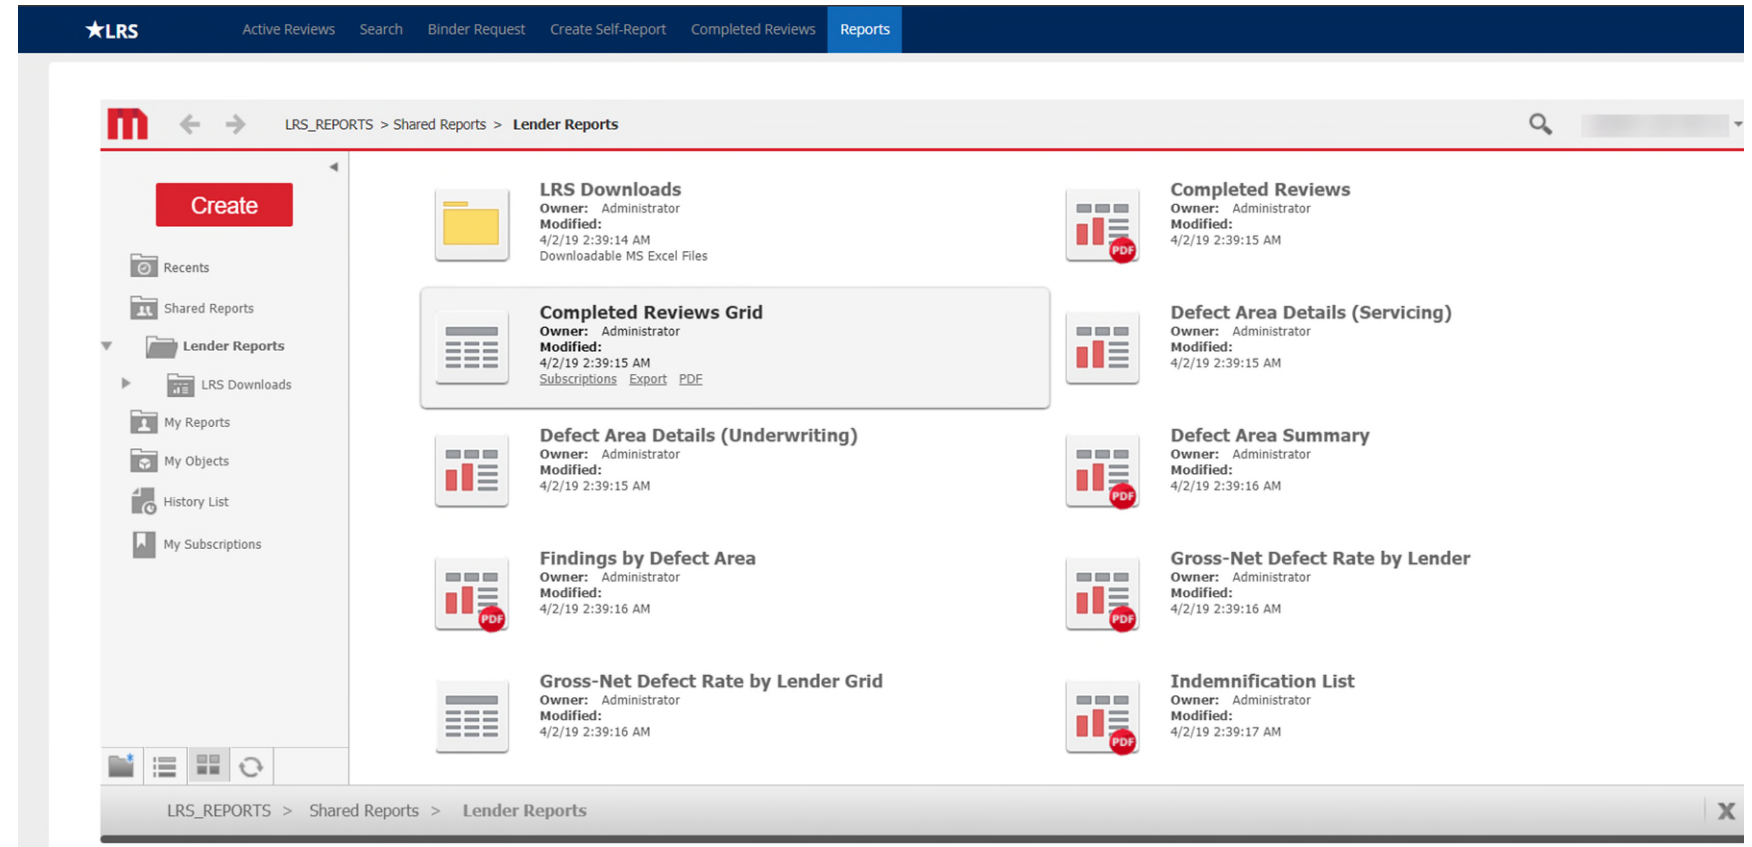 ★LRS Active Reviews Search Binder Request Create Self-Report Completed Reviews Reports
LRS_REPORTS > Shared Reports > Lender Reports
Create
Recents
Shared Reports
Lender Reports
LRS Downloads
My Reports
My Objects
History List
My Subscriptions
LRS Downloads
Owner: Administrator
Modified:
4/2/19 2:39:14 AM
Downloadable MS Excel Files
Completed Reviews
Owner: Administrator
Modified:
4/2/19 2:39:15 AM
PDF
Completed Reviews Grid
Owner: Administrator
Modified:
4/2/19 2:39:15 AM
Subscriptions Export PDF
Defect Area Details (Servicing)
Owner: Administrator
Modified:
4/2/19 2:39:15 AM
Defect Area Details (Underwriting)
Owner: Administrator
Modified:
4/2/19 2:39:15 AM
Defect Area Summary
Owner: Administrator
Modified:
4/2/19 2:39:16 AM
PDF
Findings by Defect Area
Owner: Administrator
Modified:
4/2/19 2:39:16 AM
PDF
Gross-Net Defect Rate by Lender
Owner: Administrator
Modified:
4/2/19 2:39:16 AM
PDF
Gross-Net Defect Rate by Lender Grid
Owner: Administrator
Modified:
4/2/19 2:39:16 AM
Indemnification List
Owner: Administrator
Modified:
4/2/19 2:39:17 AM
PDF
LRS_REPORTS > Shared Reports > Lender Reports
X